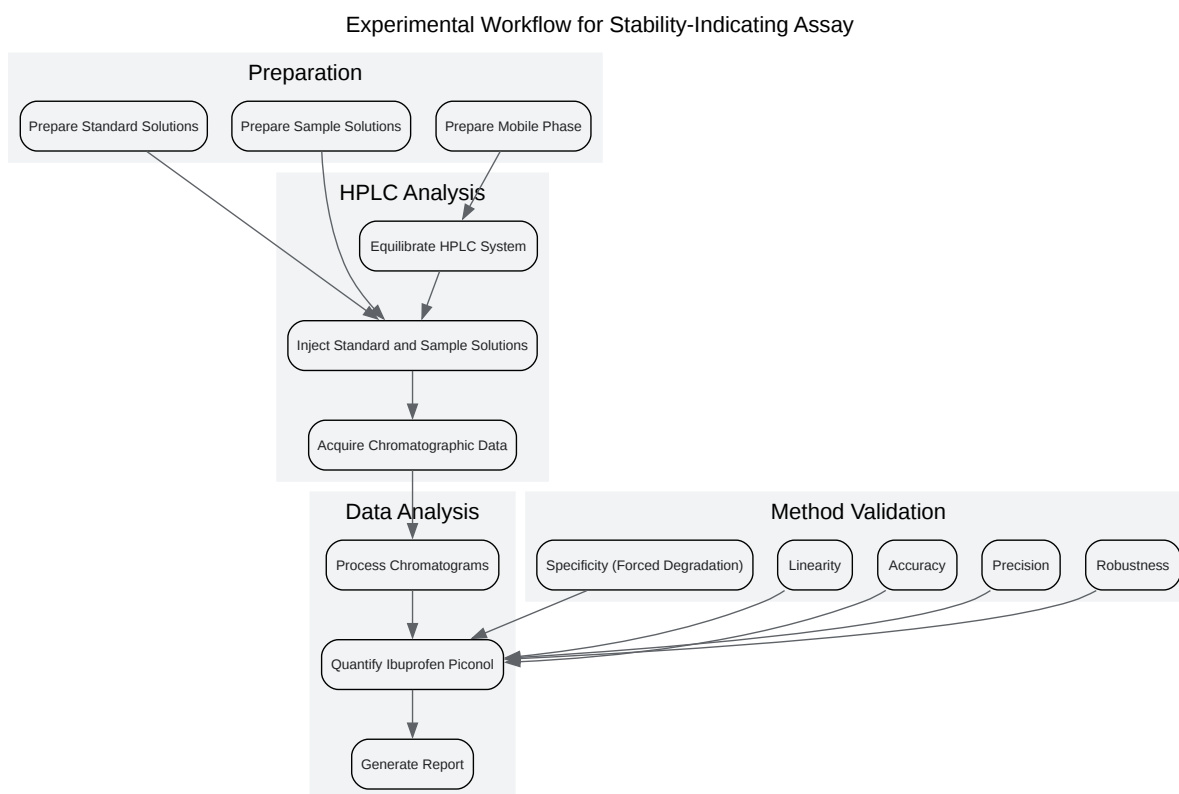 Experimental Workflow for Stability-Indicating Assay
Preparation
Prepare Standard Solutions
Prepare Sample Solutions
Prepare Mobile Phase
HPLC Analysis
Equilibrate HPLC System
Inject Standard and Sample Solutions
Acquire Chromatographic Data
Data Analysis
Process Chromatograms
Quantify Ibuprofen Piconol
Generate Report
Method Validation
Specificity (Forced Degradation)
Linearity
Accuracy
Precision
Robustness